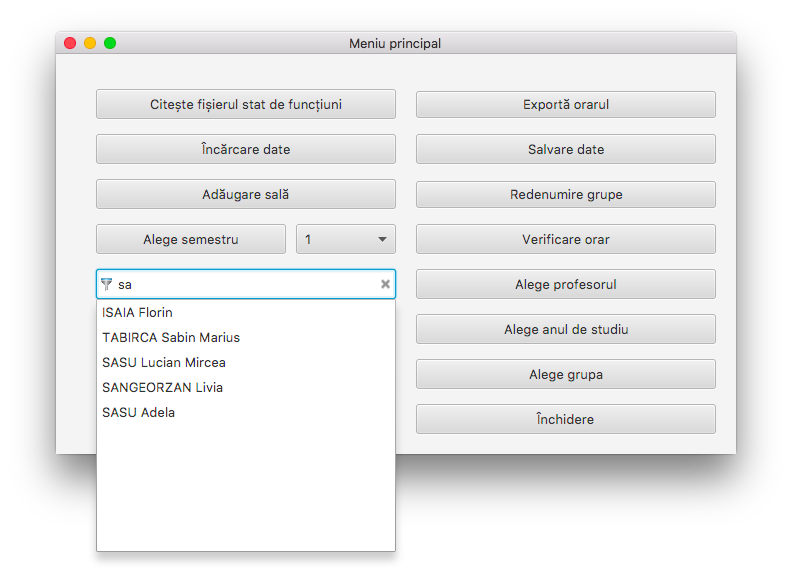 Meniu principal
Citește fișierul stat de funcțiuni
Exportă orarul
Încărcare date
Salvare date
Adăugare sală
Redenumire grupe
Alege semestru
1
Verificare orar
sa
Alege profesorul
ISAIA Florin
TABIRCA Sabin Marius
SASU Lucian Mircea
SANGEORZAN Livia
SASU Adela
Alege anul de studiu
Alege grupa
Închidere